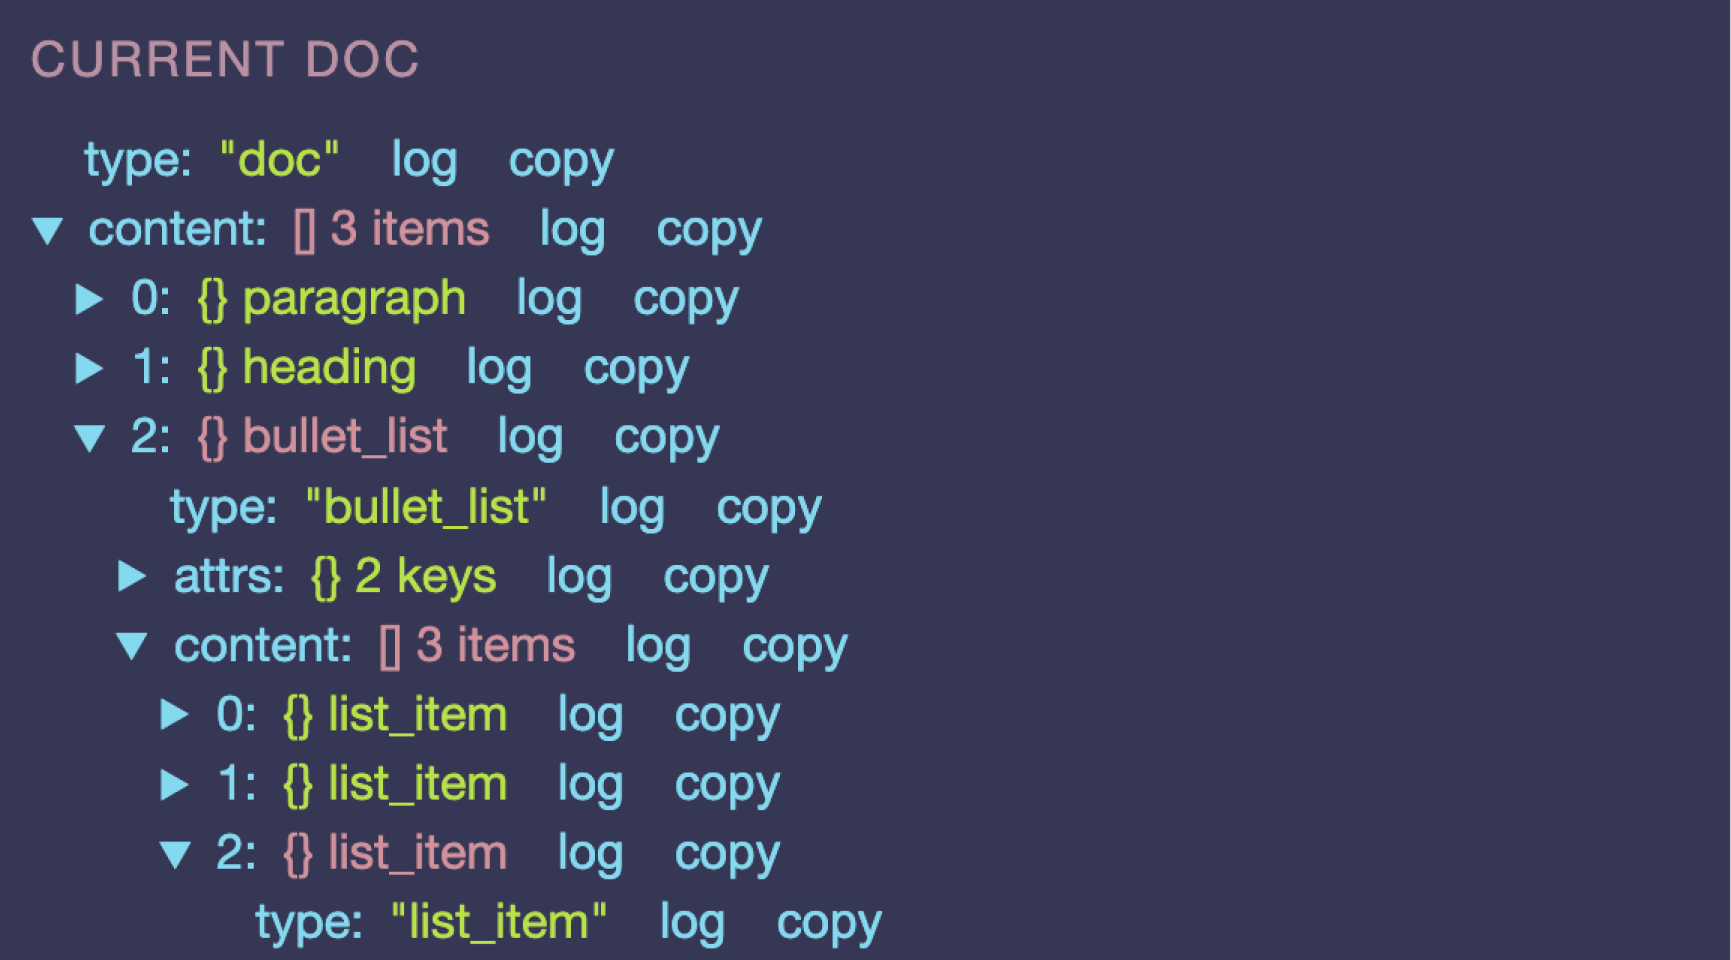 CURRENT DOC
type: "doc" log copy
▼ content: [] 3 items log copy
▶ 0: {} paragraph log copy
▶ 1: {} heading log copy
▼ 2: {} bullet_list log copy
type: "bullet_list" log copy
▶ attrs: {} 2 keys log copy
▼ content: [] 3 items log copy
▶ 0: {} list_item log copy
▶ 1: {} list_item log copy
▼ 2: {} list_item log copy
type: "list_item" log copy